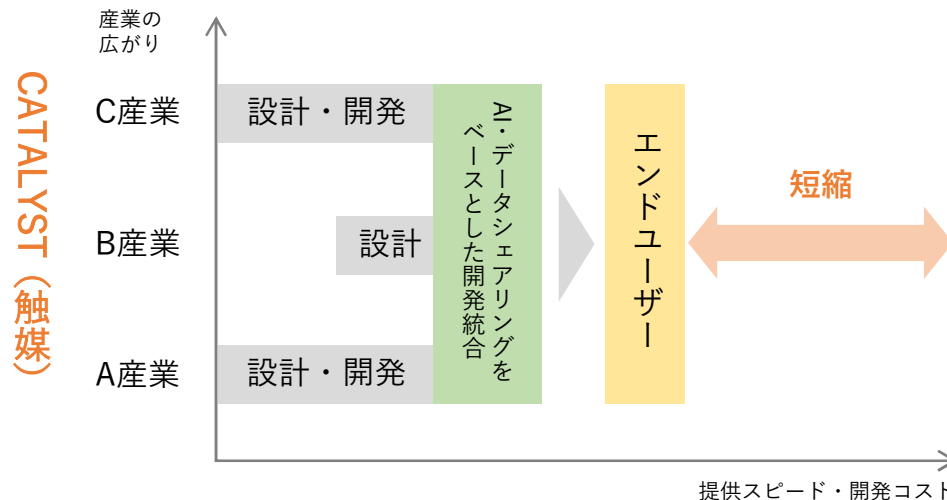 産業の
広がり
CATALYST（触媒）
C産業
設計・開発
B産業
設計
A産業
設計・開発
AI・データシェアリングを
ベースとした開発統合
エンドユーザー
短縮
提供スピード・開発コスト